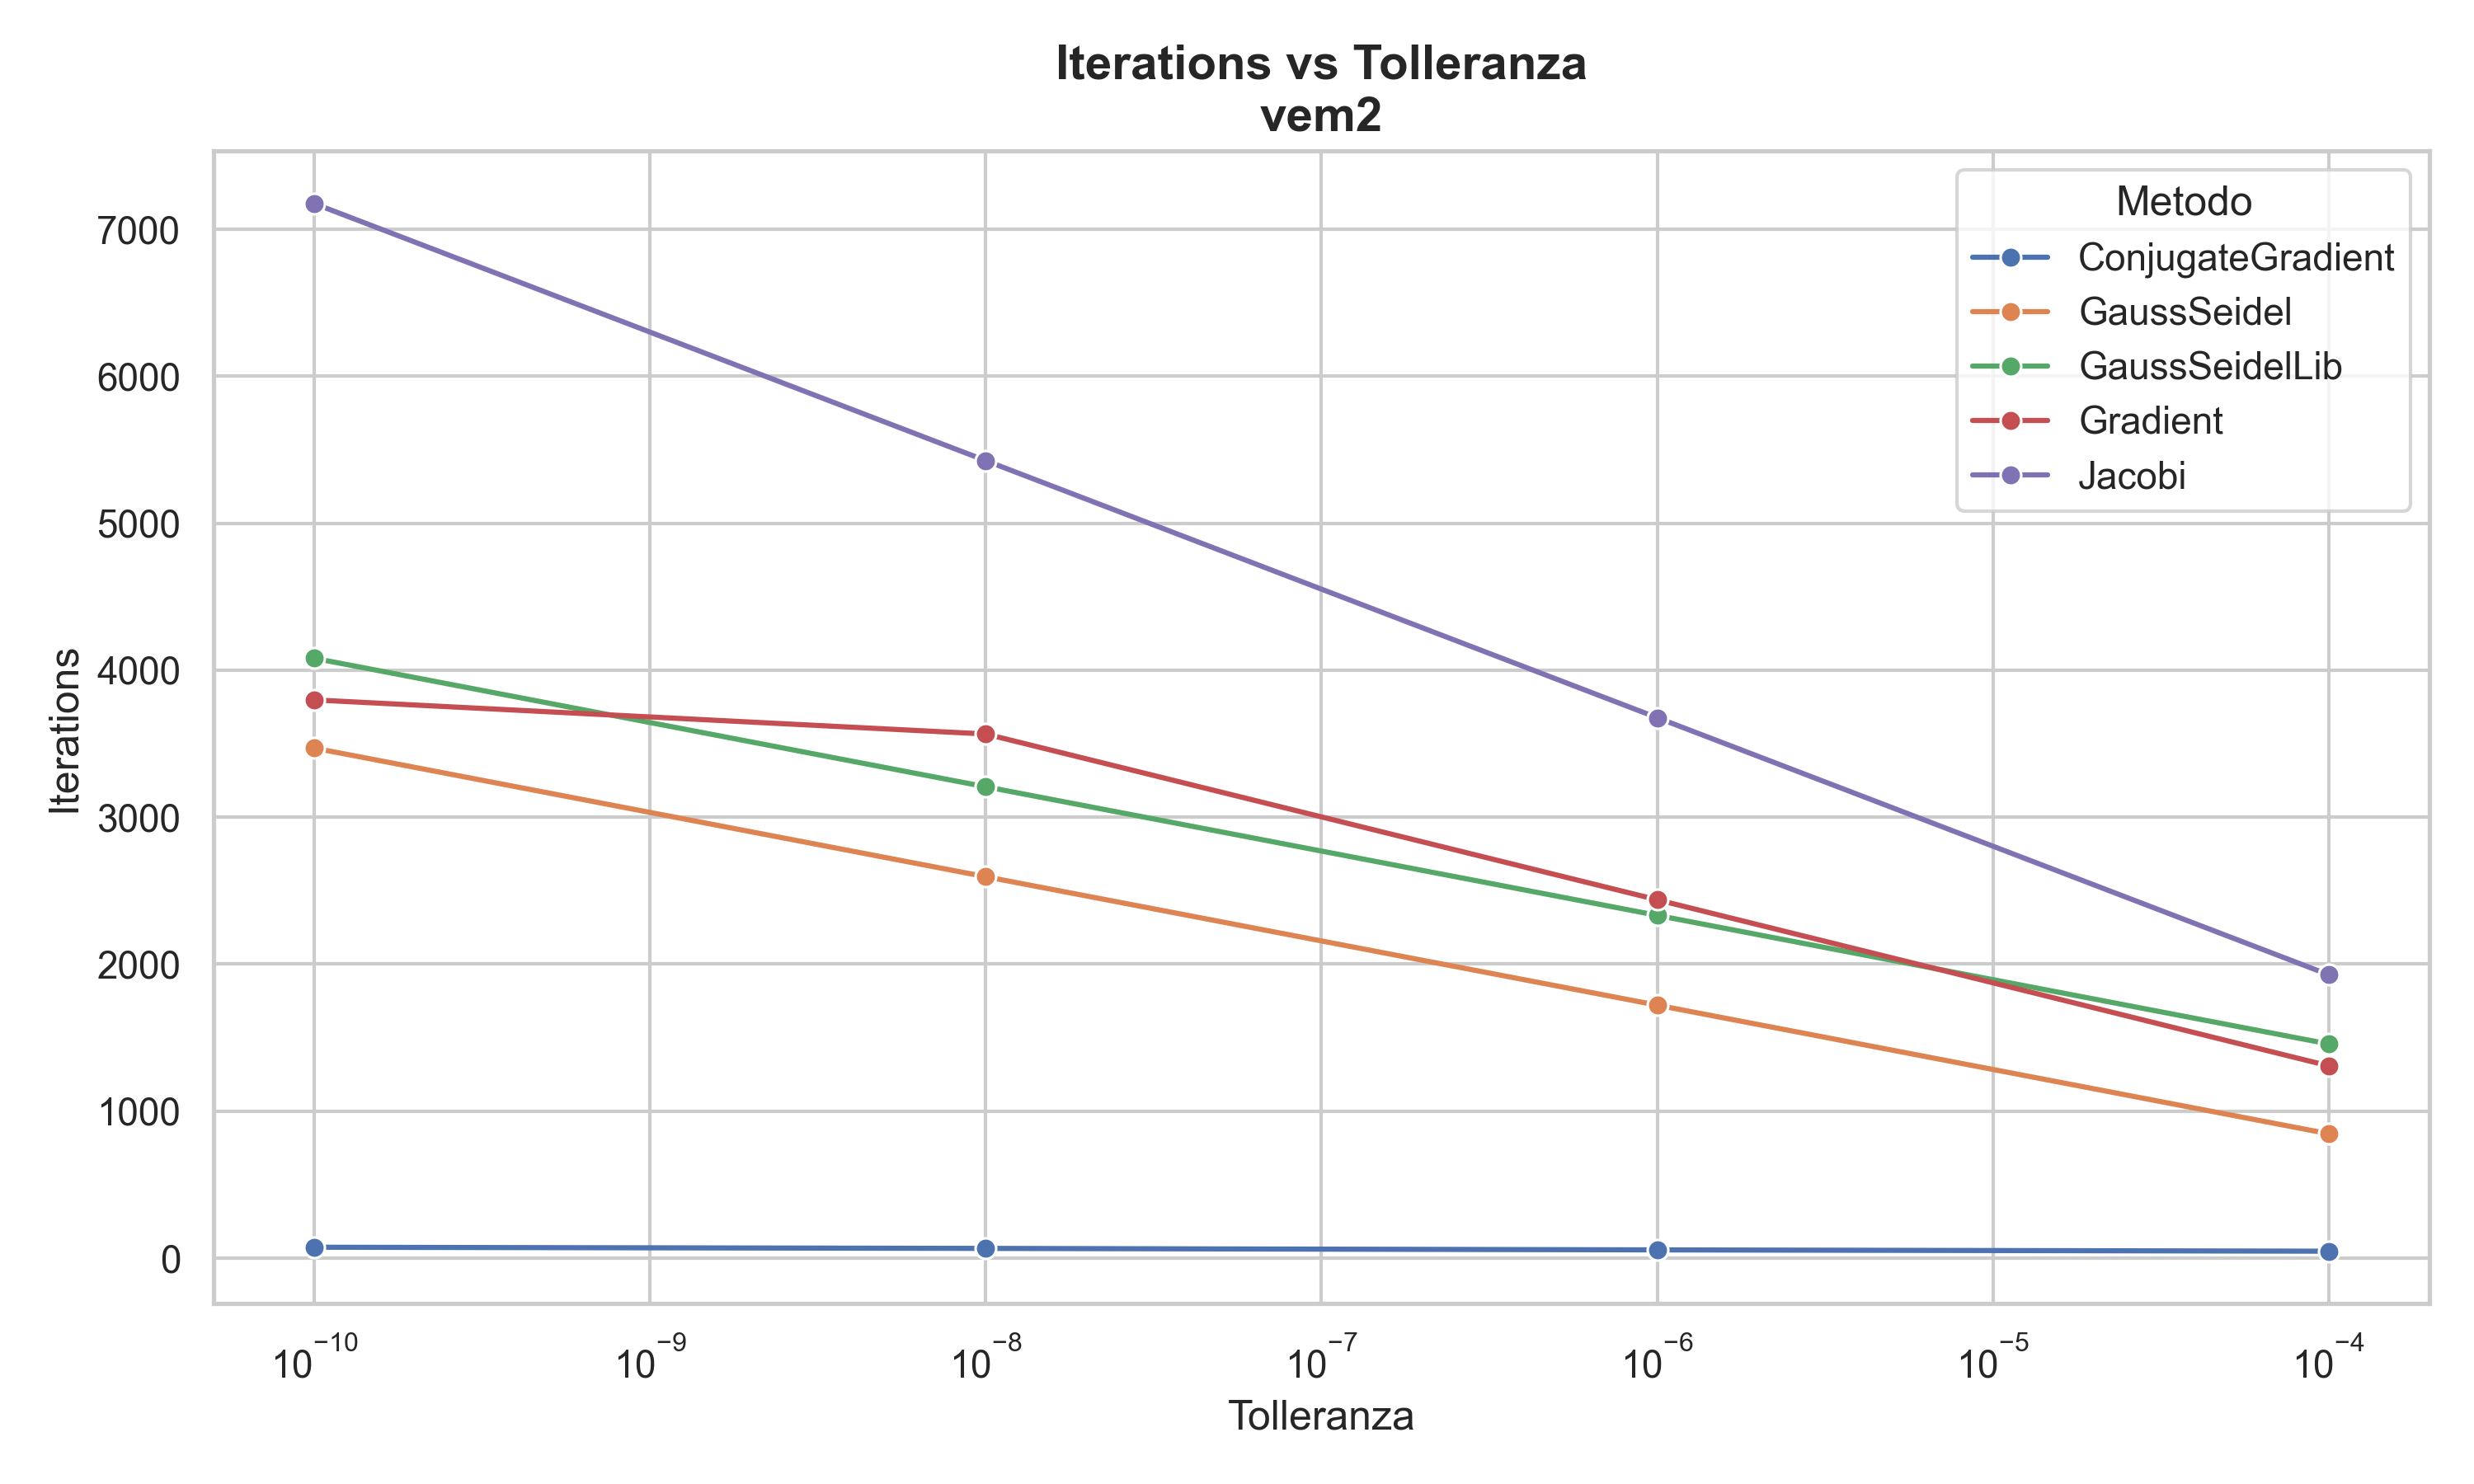 Iterations vs Tolleranza
vem2
Metodo
ConjugateGradient
GaussSeidel
GaussSeidelLib
Gradient
Jacobi
Iterations
7000
6000
5000
4000
3000
2000
1000
0
10⁻¹⁰ 10⁻⁹ 10⁻⁸ 10⁻⁷ 10⁻⁶ 10⁻⁵ 10⁻⁴
Tolleranza